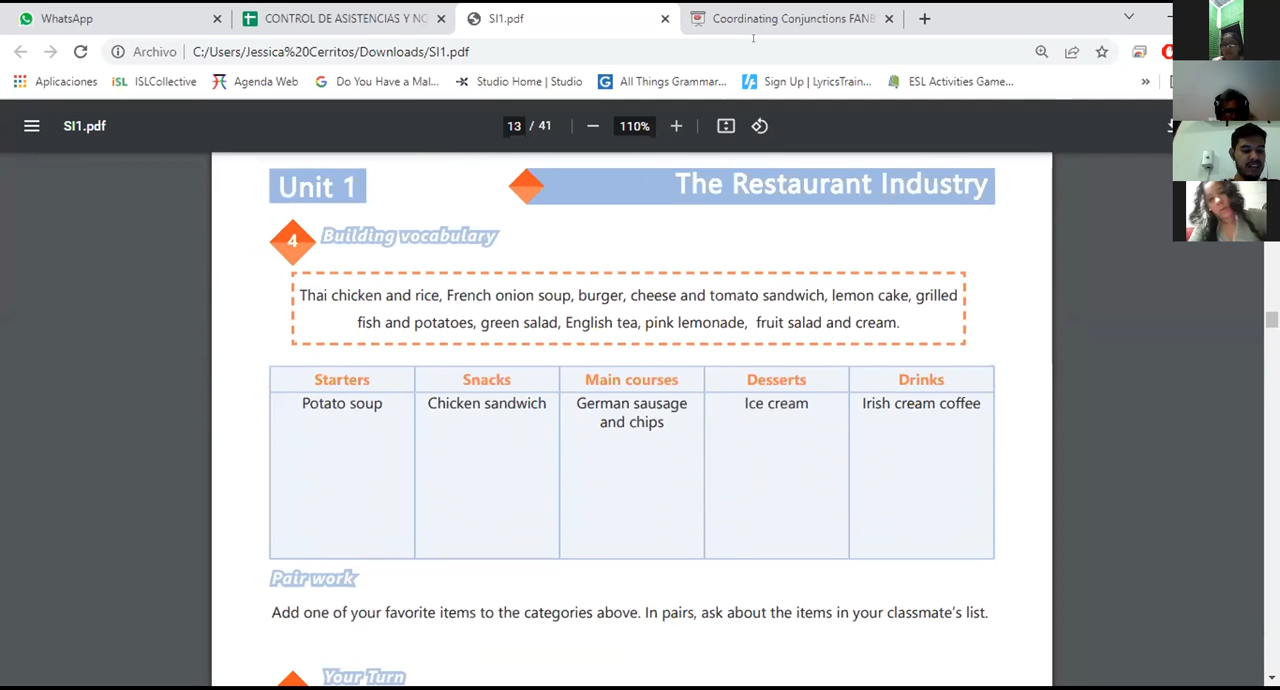 WhatsApp
CONTROL DE ASISTENCIAS Y NC
SI1.pdf
Coordinating Conjunctions FANB
Archivo
C:/Users/Jessica%20Cerritos/Downloads/SI1.pdf
Aplicaciones
iSL ISLCollective
Agenda Web
Do You Have a Mal...
Studio Home | Studio
All Things Grammar...
Sign Up | LyricsTrain...
ESL Activities Game...
»
SI1.pdf
13 / 41
110%
Unit 1
The Restaurant Industry
4
Building vocabulary
Thai chicken and rice, French onion soup, burger, cheese and tomato sandwich, lemon cake, grilled
fish and potatoes, green salad, English tea, pink lemonade, fruit salad and cream.
Starters Snacks Main courses Desserts Drinks
Potato soup Chicken sandwich German sausage Ice cream Irish cream coffee
and chips
Pair work
Add one of your favorite items to the categories above. In pairs, ask about the items in your classmate's list.
Your Turn